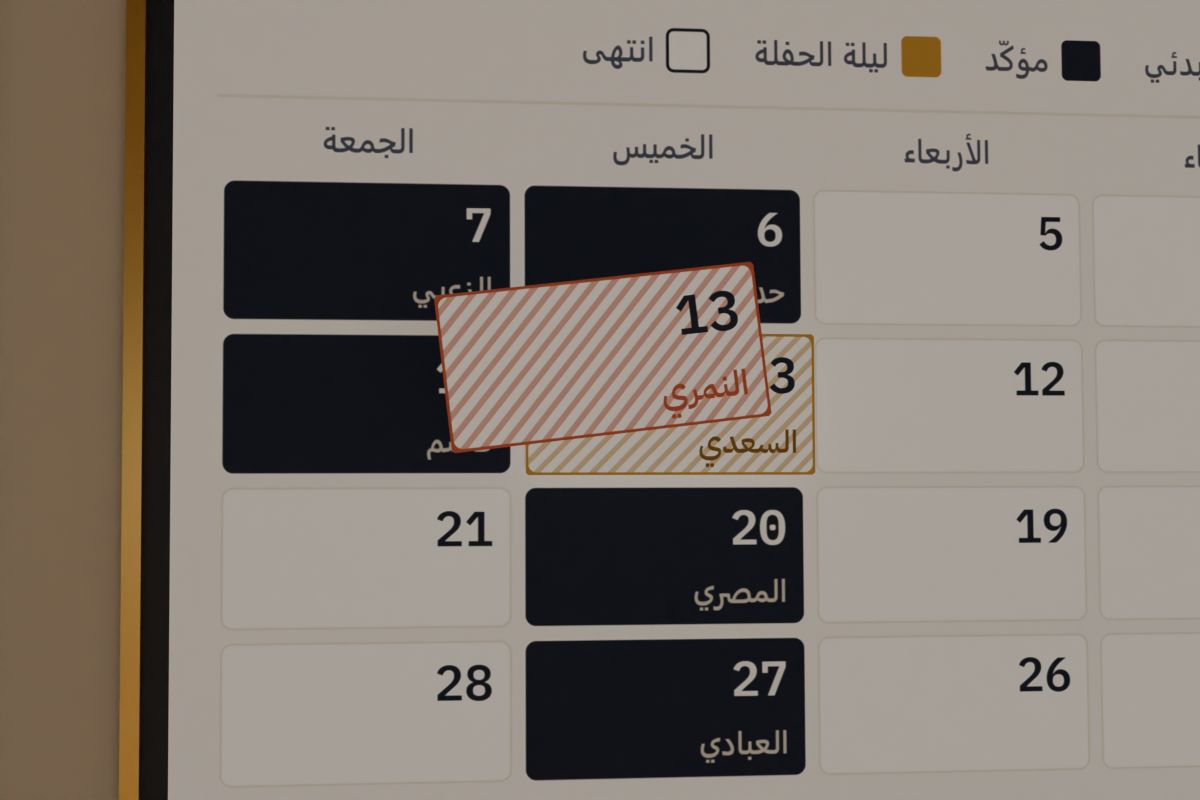 مؤكّد
ليلة الحفلة
انتهى
الأربعاء
الخميس
الجمعة
5
6
7
13
النمري
12
السعدي
19
20
المصري
21
26
27
العبادي
28